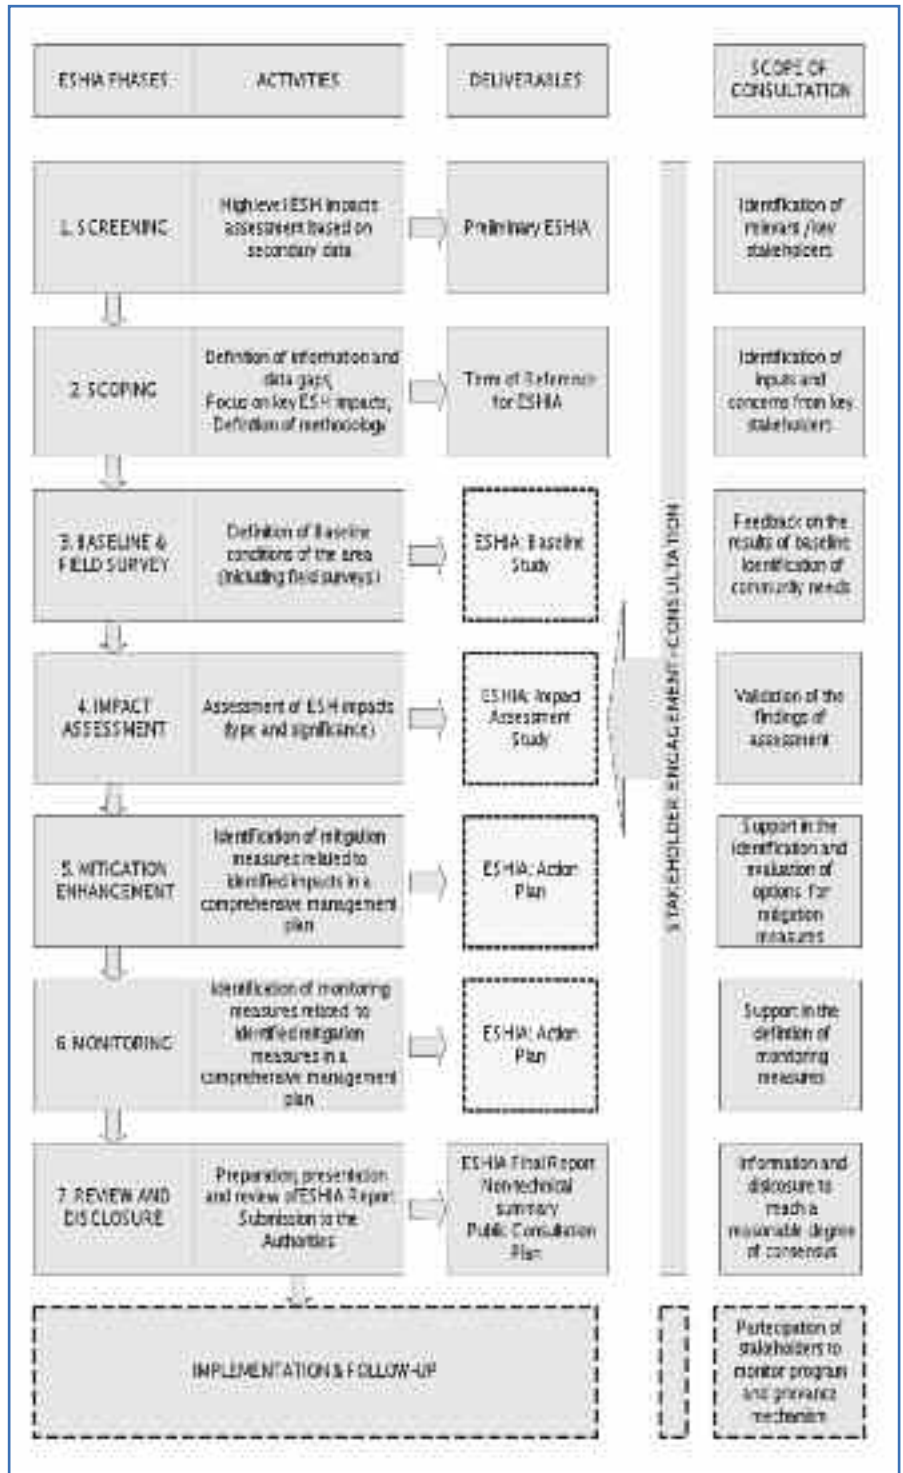 ESHIA PHASES
ACTIVITIES
DELIVERABLES
SCOPE OF
CONSULTATION
1. SCREENING
High level ESH impacts
assessment based on
secondary data
Preliminary ESHIA
Identification of
relevant /key
stakeholders
2. SCOPING
Definition of information and
data gaps,
Focus on key ESH impacts,
Definition of methodology
Term of Reference
for ESHIA
Identification of
inputs and
concerns from key
stakeholders
3. BASELINE &
FIELD SURVEY
Definition of Baseline
conditions of the area
(including field surveys)
ESHIA: Baseline
Study
Feedback on the
results of baseline
Identification of
community needs
4. IMPACT
ASSESSMENT
Assessment of ESH impacts
(type and significance)
ESHIA: Impact
Assessment
Study
Validation of the
findings of
assessment
5. MITIGATION
ENHANCEMENT
Identification of mitigation
measures related to
identified impacts in a
comprehensive management
plan
ESHIA: Action
Plan
Support in the
identification and
evaluation of
options for
mitigation
measures
6. MONITORING
Identification of monitoring
measures related to
identified mitigation
measures in a
comprehensive management
plan
ESHIA: Action
Plan
Support in the
definition of
monitoring
measures
7. REVIEW AND
DISCLOSURE
Preparation, presentation
and review of ESHIA Report
Submission to the
Authorities
ESHIA Final Report
Non-technical
summary
Public Consultation
Plan
Information and
disclosure to
reach a
reasonable degree
of consensus
STAKEHOLDER ENGAGEMENT - CONSULTATION
IMPLEMENTATION & FOLLOW-UP
Partecipation of
stakeholders to
monitor program
and grievance
mechanism